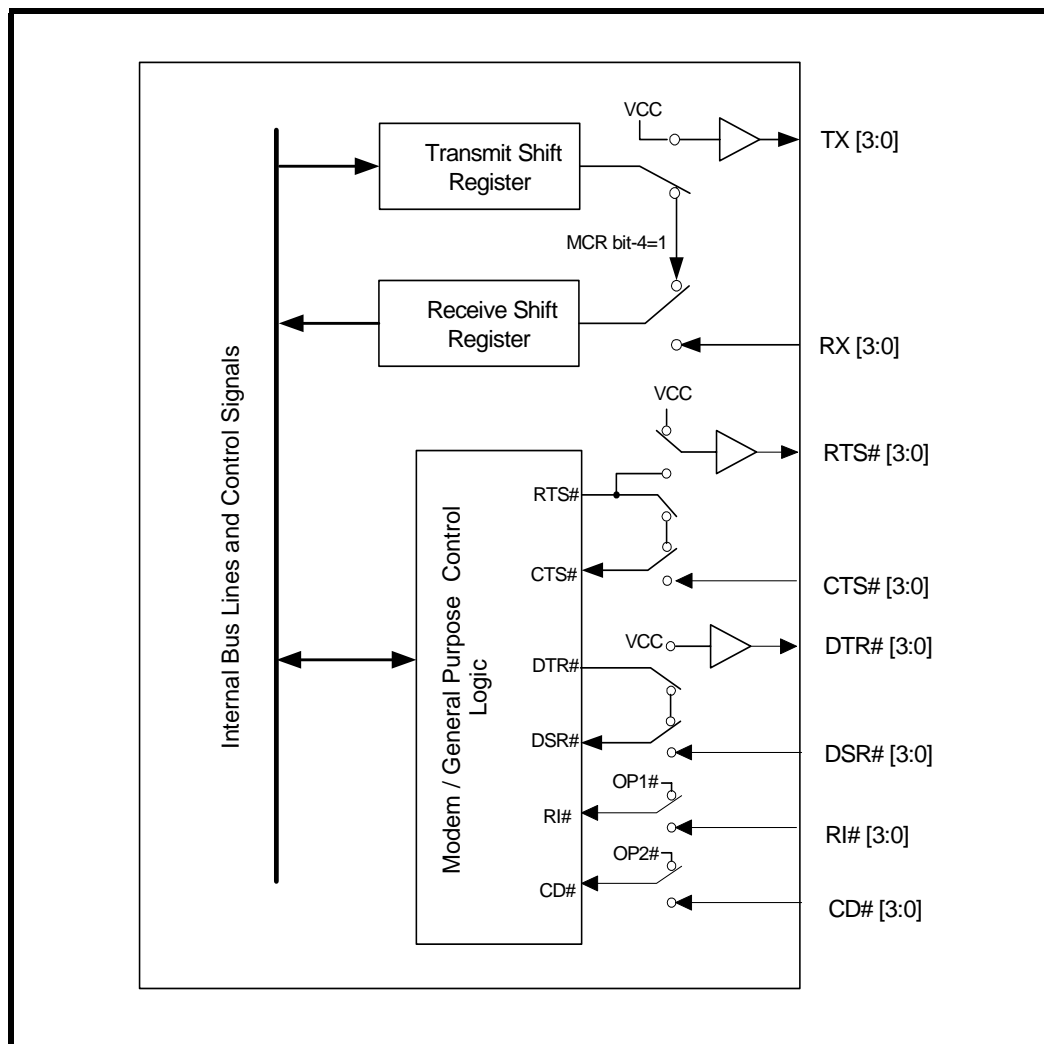 VCC
TX [3:0]
Transmit Shift
Register
MCR bit-4=1
Receive Shift
Register
RX [3:0]
Internal Bus Lines and Control Signals
VCC
RTS# [3:0]
RTS#
CTS#
CTS# [3:0]
Modem / General Purpose Control
Logic
VCC
DTR# [3:0]
DTR#
DSR#
DSR# [3:0]
OP1#
RI#
RI# [3:0]
OP2#
CD#
CD# [3:0]